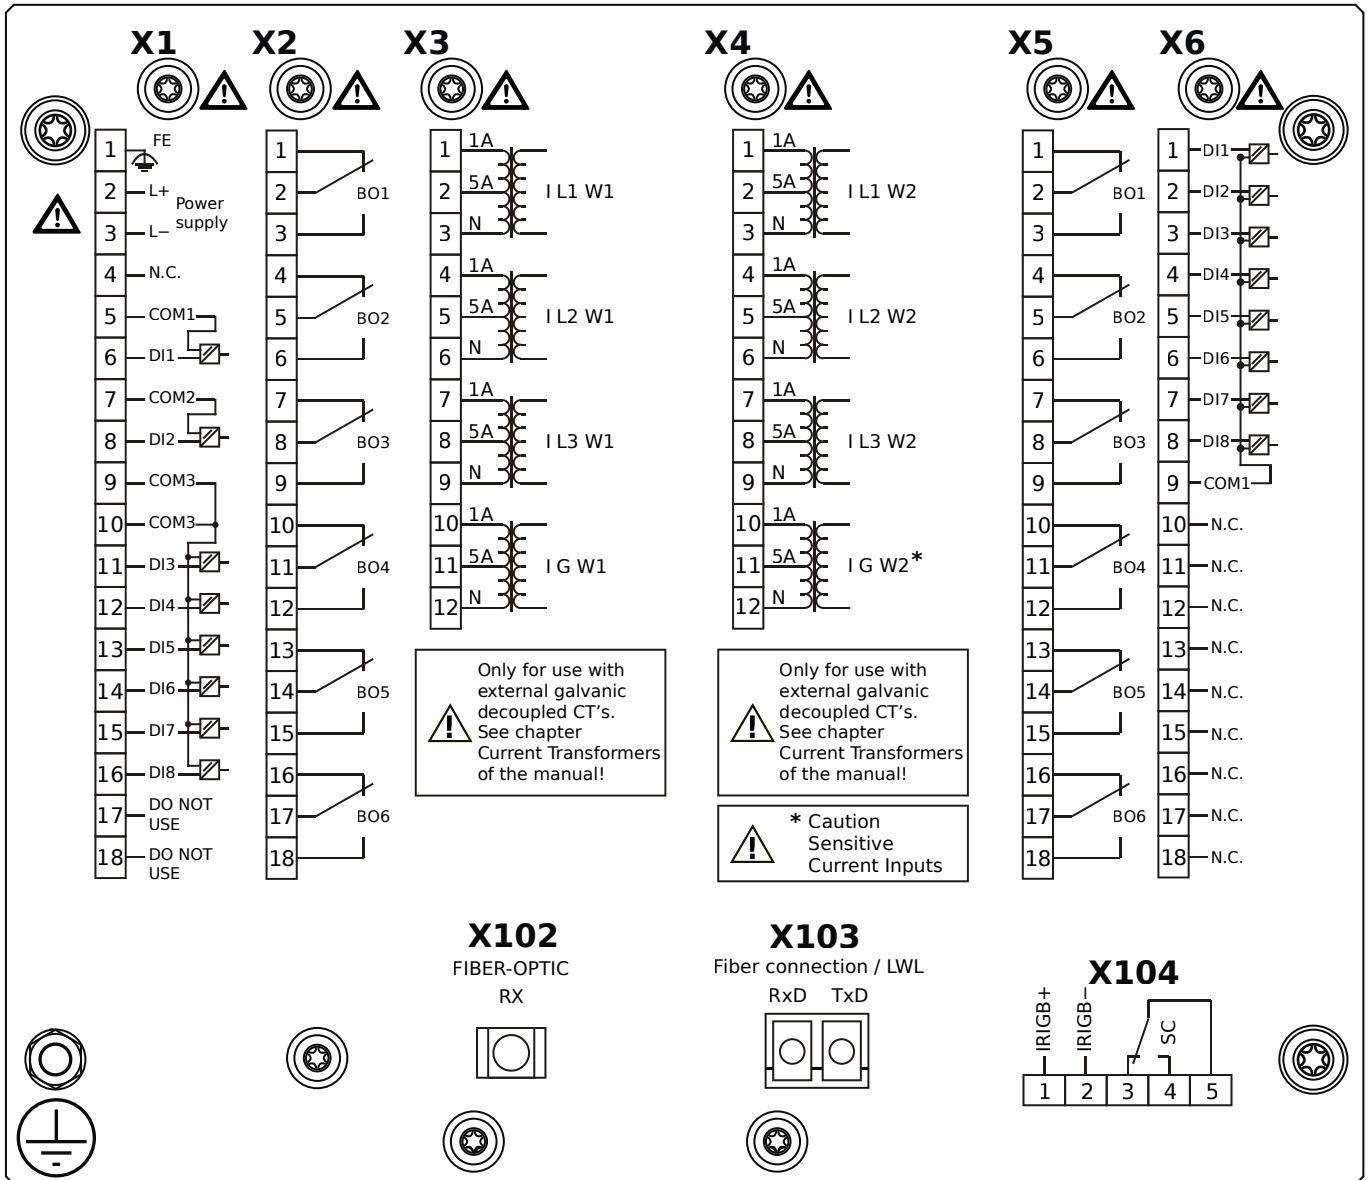 X1
X2
X3
X4
X5
X6
1 FE
2 L+
Power
supply
3 L−
4 N.C.
5 COM1
6 DI1
7 COM2
8 DI2
9 COM3
10 COM3
11 DI3
12 DI4
13 DI5
14 DI6
15 DI7
16 DI8
17 DO NOT
USE
18 DO NOT
USE
1
2 BO1
3
4
5 BO2
6
7
8 BO3
9
10
11 BO4
12
13
14 BO5
15
16
17 BO6
18
1 1A
2 5A I L1 W1
3 N
4 1A
5 5A I L2 W1
6 N
7 1A
8 5A I L3 W1
9 N
10 1A
11 5A I G W1
12 N
Only for use with
external galvanic
decoupled CT’s.
See chapter
Current Transformers
of the manual!
1 1A
2 5A I L1 W2
3 N
4 1A
5 5A I L2 W2
6 N
7 1A
8 5A I L3 W2
9 N
10 1A
11 5A I G W2*
12 N
Only for use with
external galvanic
decoupled CT’s.
See chapter
Current Transformers
of the manual!
* Caution
Sensitive
Current Inputs
1
2 BO1
3
4
5 BO2
6
7
8 BO3
9
10
11 BO4
12
13
14 BO5
15
16
17 BO6
18
1 DI1
2 DI2
3 DI3
4 DI4
5 DI5
6 DI6
7 DI7
8 DI8
9 COM1
10 N.C.
11 N.C.
12 N.C.
13 N.C.
14 N.C.
15 N.C.
16 N.C.
17 N.C.
18 N.C.
X102
FIBER-OPTIC
RX
X103
Fiber connection / LWL
RxD TxD
X104
IRIGB+
IRIGB−
SC
1 2 3 4 5